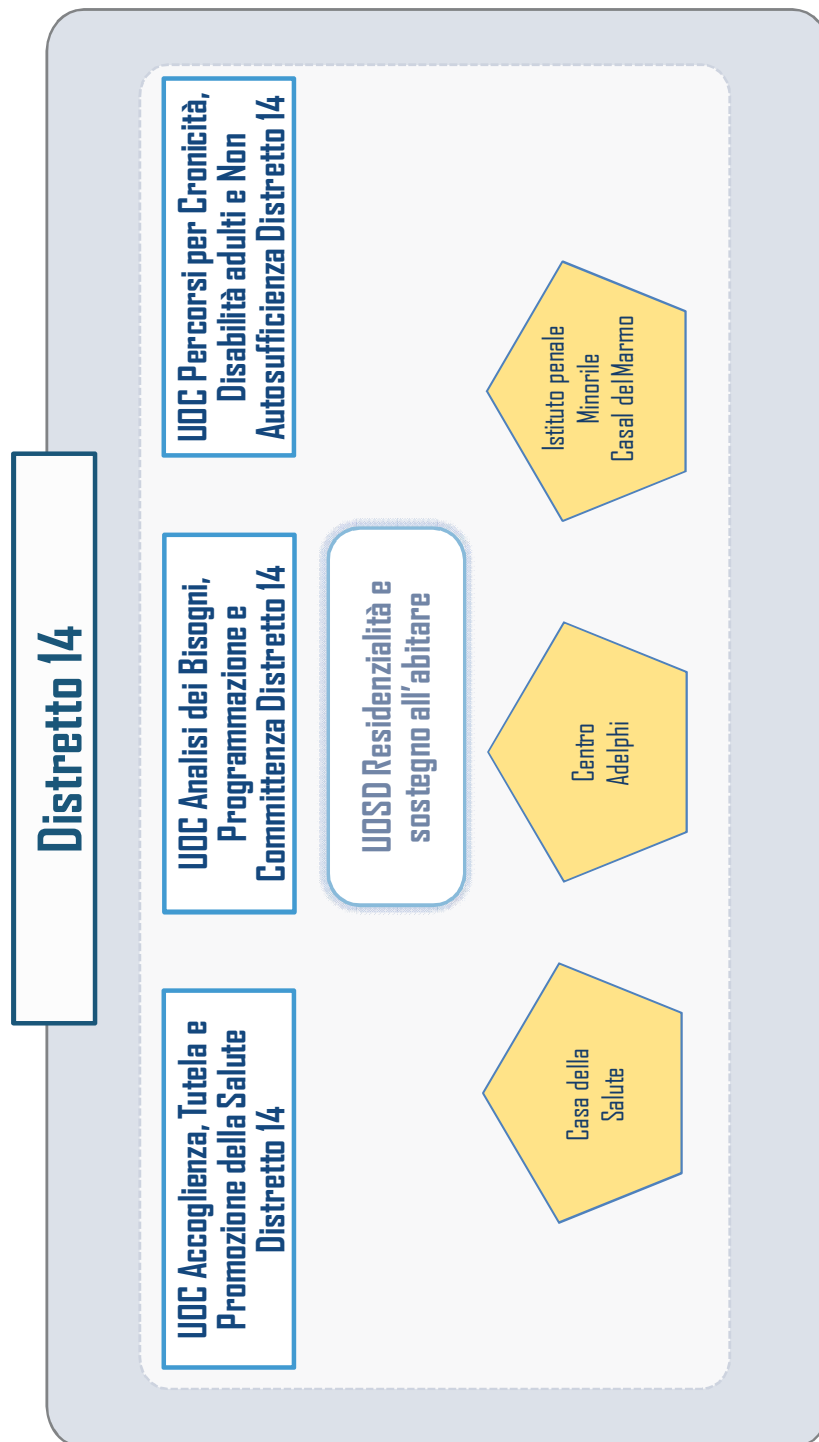 Distretto 14
UOC Accoglienza, Tutela e
Promozione della Salute
Distretto 14
UOC Analisi dei Bisogni,
Programmazione e
Committenza Distretto 14
UOC Percorsi per Cronicità,
Disabilità adulti e Non
Autosufficienza Distretto 14
UOSD Residenzialità e
sostegno all'abitare
Casa della
Salute
Centro
Adelphi
Istituto penale
Minorile
Casal del Marmo